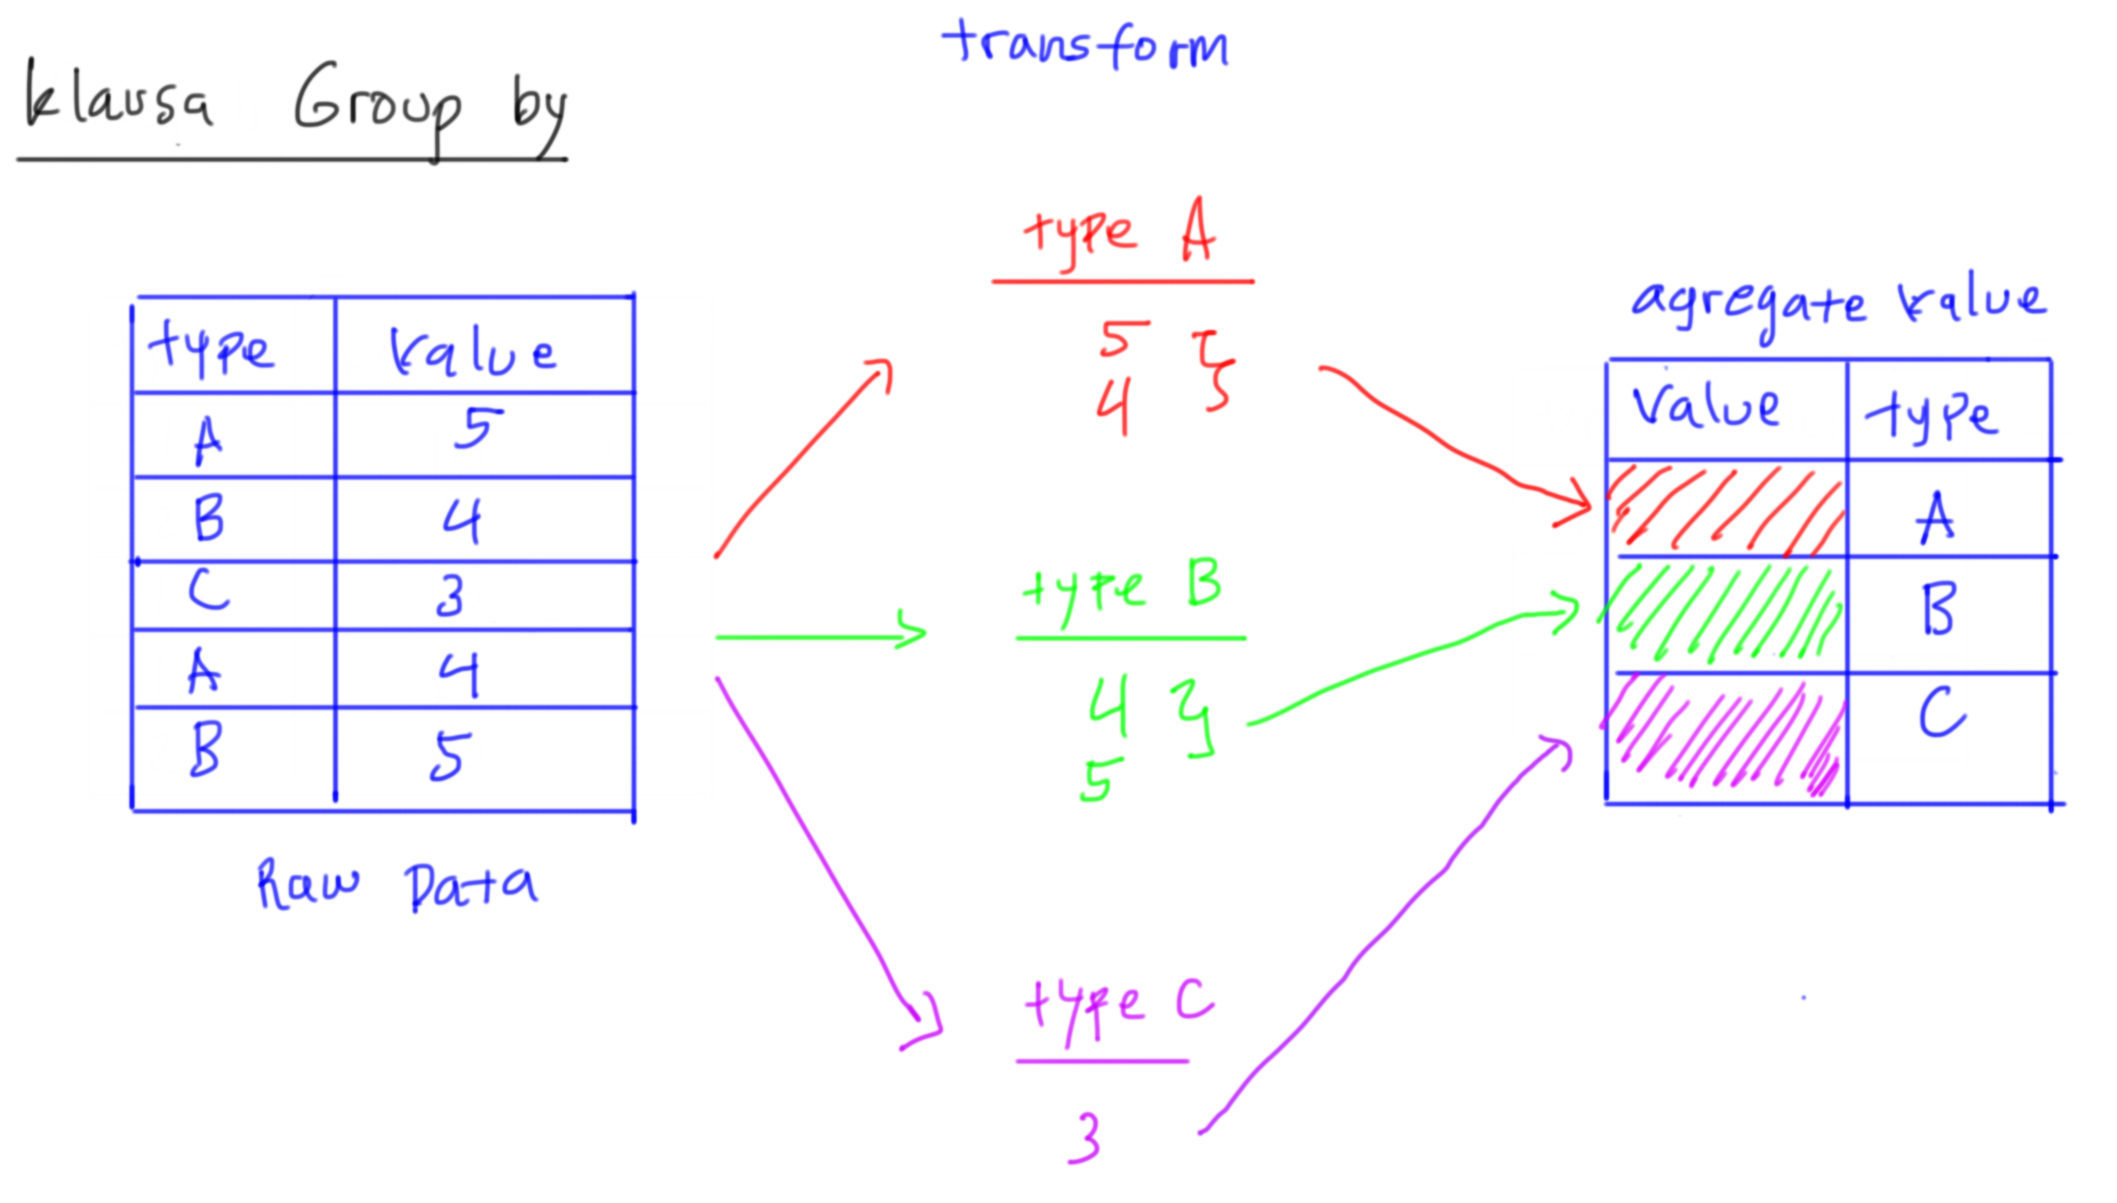 transform
klausa Group by
type A
5
4
agregate value
type value
A 5
B 4
C 3
A 4
B 5
Raw Data
type B
4
5
type C
3
value type
A
B
C